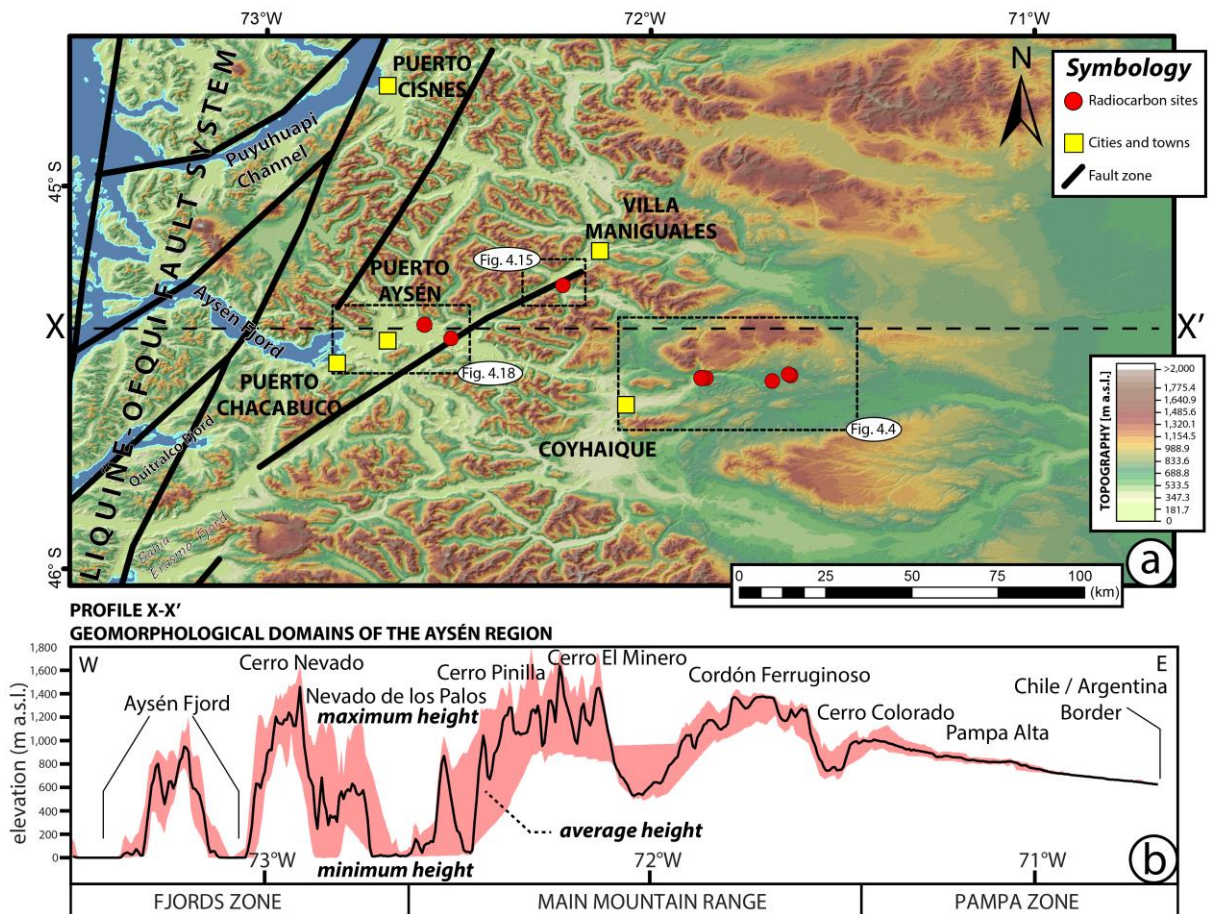 73°W
72°W
71°W
45° S
46°S
LIQUINE-OFQUI FAULT SYSTEM
PUERTO
CISNES
Puyuhuapi
Channel
VILLA
MANIGUALES
Fig. 4.15
PUERTO
AYSÉN
Aysén Fjord
X
X'
Fig. 4.18
PUERTO
CHACABUCO
Quitralco Fjord
COYHAIQUE
Fig. 4.4
Bahía
Erasmo Fjord
N
Symbology
Radiocarbon sites
Cities and towns
Fault zone
TOPOGRAPHY [m a.s.l.]
>2,000
1,775.4
1,640.9
1,485.6
1,320.1
1,154.5
988.9
833.6
688.8
533.5
347.3
181.7
0
a
0
25
50
75
100
(km)
PROFILE X-X'
GEOMORPHOLOGICAL DOMAINS OF THE AYSÉN REGION
elevation (m a.s.l.)
1,800
1,600
1,400
1,200
1,000
800
600
400
200
0
W
E
Aysén Fjord
Cerro Nevado
Nevado de los Palos
maximum height
Cerro Pinilla
Cerro El Minero
Cordón Ferruginoso
Cerro Colorado
Pampa Alta
Chile / Argentina
Border
average height
minimum height
73°W
72°W
71°W
b
FJORDS ZONE
MAIN MOUNTAIN RANGE
PAMPA ZONE